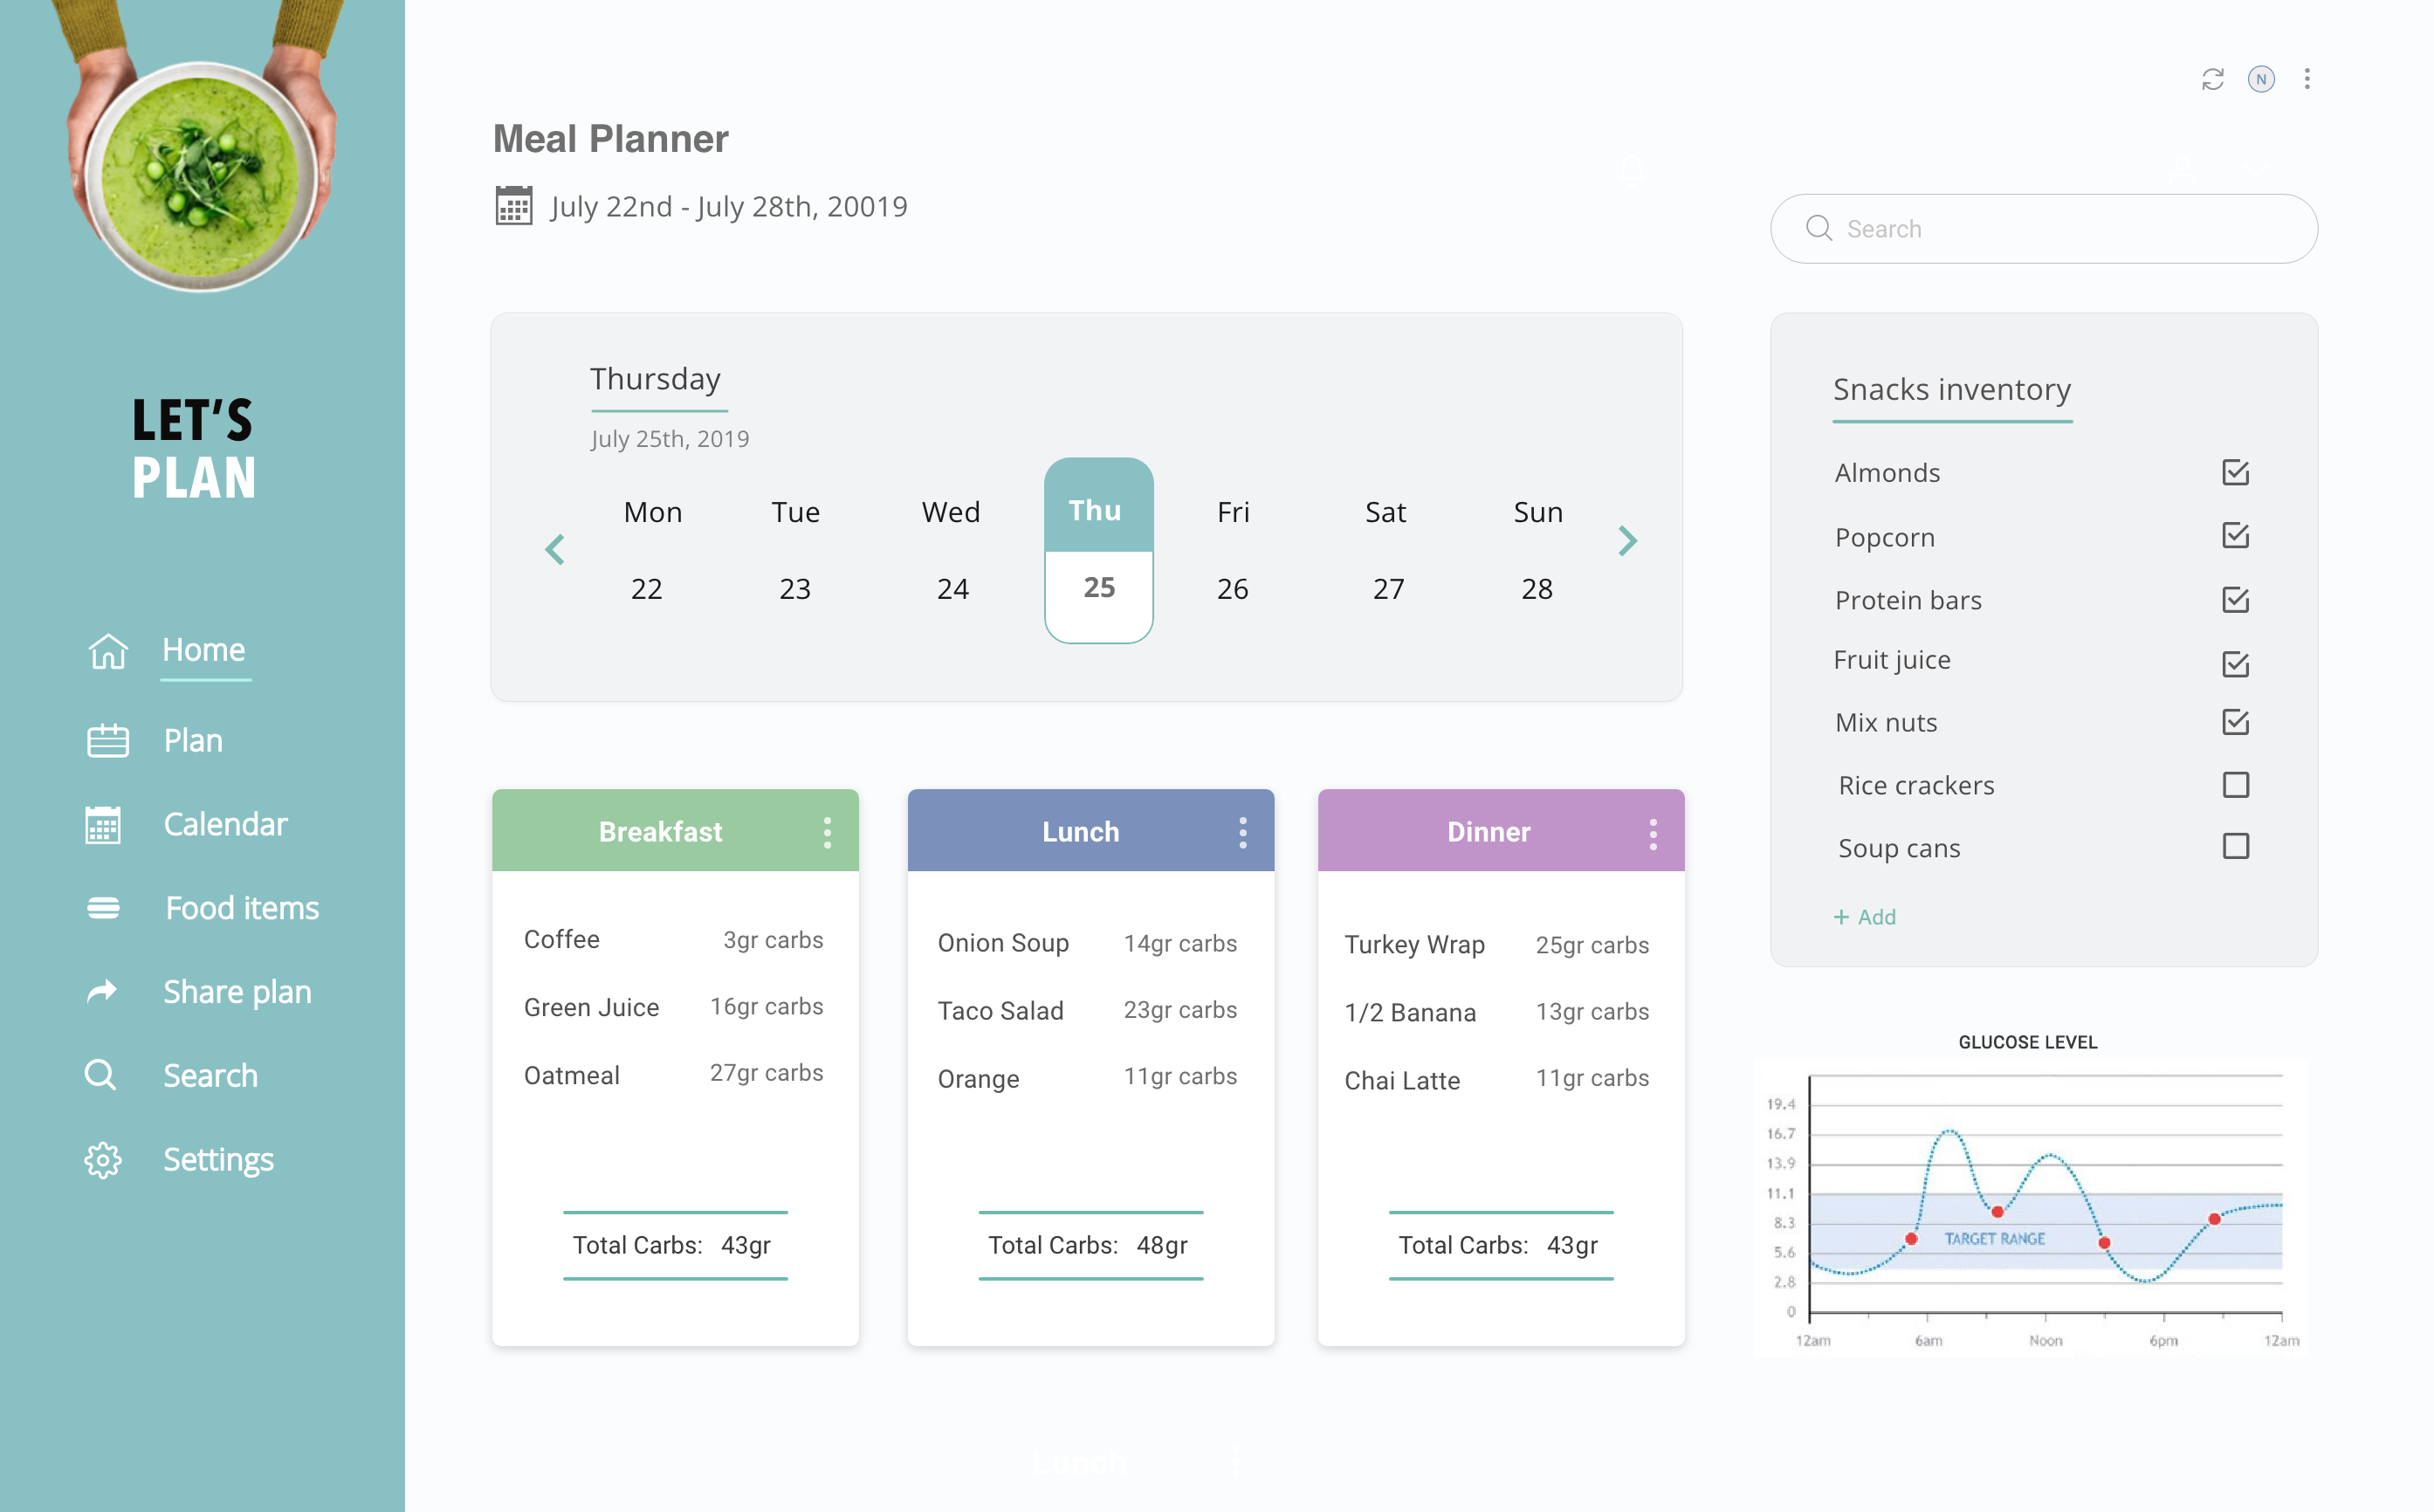 LET'S
PLAN
Home
Plan
Calendar
Food items
Share plan
Search
Settings
N
Meal Planner
July 22nd - July 28th, 20019
Search
Thursday
July 25th, 2019
Mon Tue Wed Thu Fri Sat Sun
22 23 24 25 26 27 28
Breakfast
Coffee 3gr carbs
Green Juice 16gr carbs
Oatmeal 27gr carbs
Total Carbs: 43gr
Lunch
Onion Soup 14gr carbs
Taco Salad 23gr carbs
Orange 11gr carbs
Total Carbs: 48gr
Dinner
Turkey Wrap 25gr carbs
1/2 Banana 13gr carbs
Chai Latte 11gr carbs
Total Carbs: 43gr
Snacks inventory
Almonds
Popcorn
Protein bars
Fruit juice
Mix nuts
Rice crackers
Soup cans
+ Add
GLUCOSE LEVEL
19.4
16.7
13.9
11.1
8.3
TARGET RANGE
5.6
2.8
0
12am 6am Noon 6pm 12am
Lunch